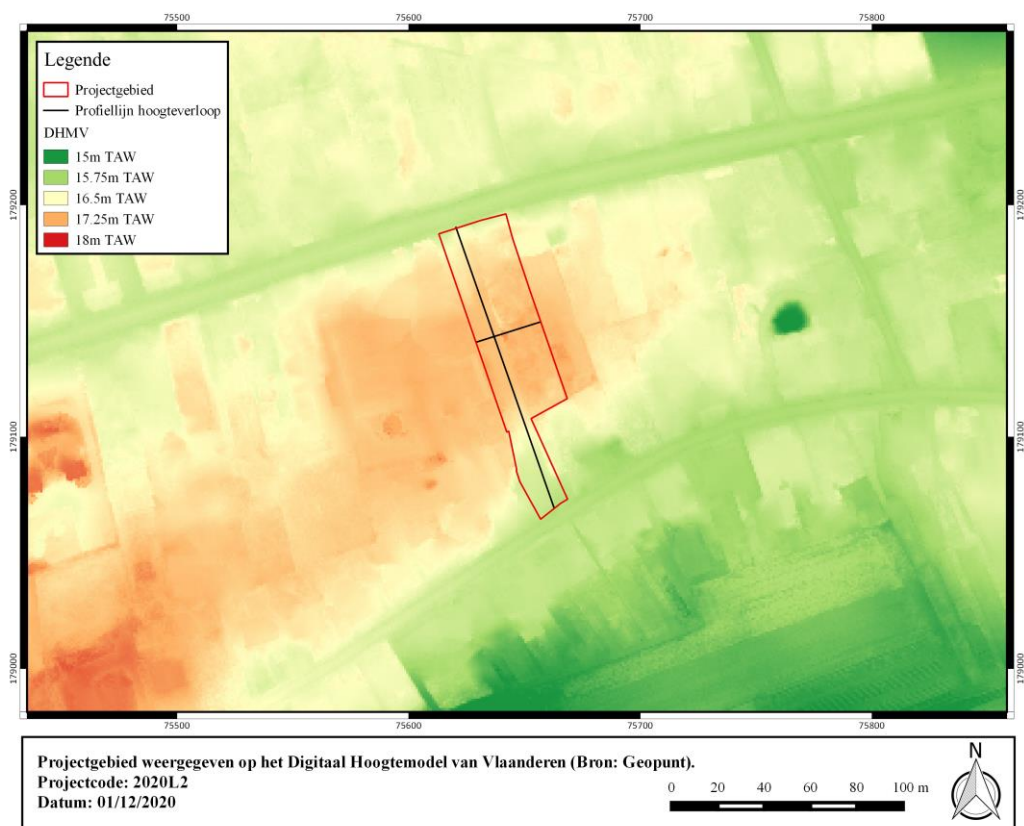 75500 75600 75700 75800
Legende
Projectgebied
Profiellijn hoogteverloop
DHMV
15m TAW
15.75m TAW
16.5m TAW
17.25m TAW
18m TAW
179200 179200
179100 179100
179000 179000
75500 75600 75700 75800
Projectgebied weergegeven op het Digitaal Hoogtemodel van Vlaanderen (Bron: Geopunt).
Projectcode: 2020L2
Datum: 01/12/2020
0 20 40 60 80 100 m
N